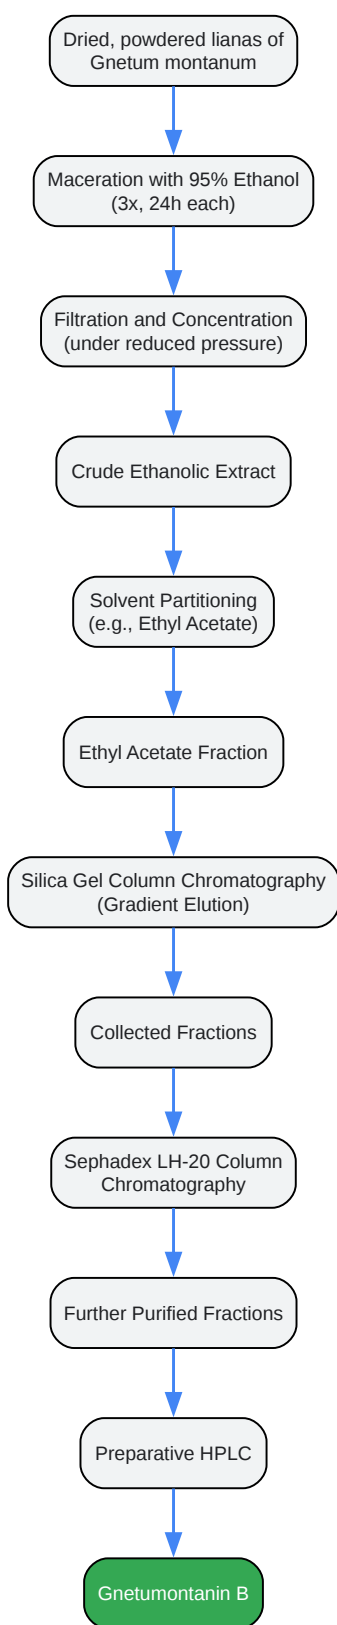 Dried, powdered lianas of
Gnetum montanum
Maceration with 95% Ethanol
(3x, 24h each)
Filtration and Concentration
(under reduced pressure)
Crude Ethanolic Extract
Solvent Partitioning
(e.g., Ethyl Acetate)
Ethyl Acetate Fraction
Silica Gel Column Chromatography
(Gradient Elution)
Collected Fractions
Sephadex LH-20 Column
Chromatography
Further Purified Fractions
Preparative HPLC
Gnetumontanin B